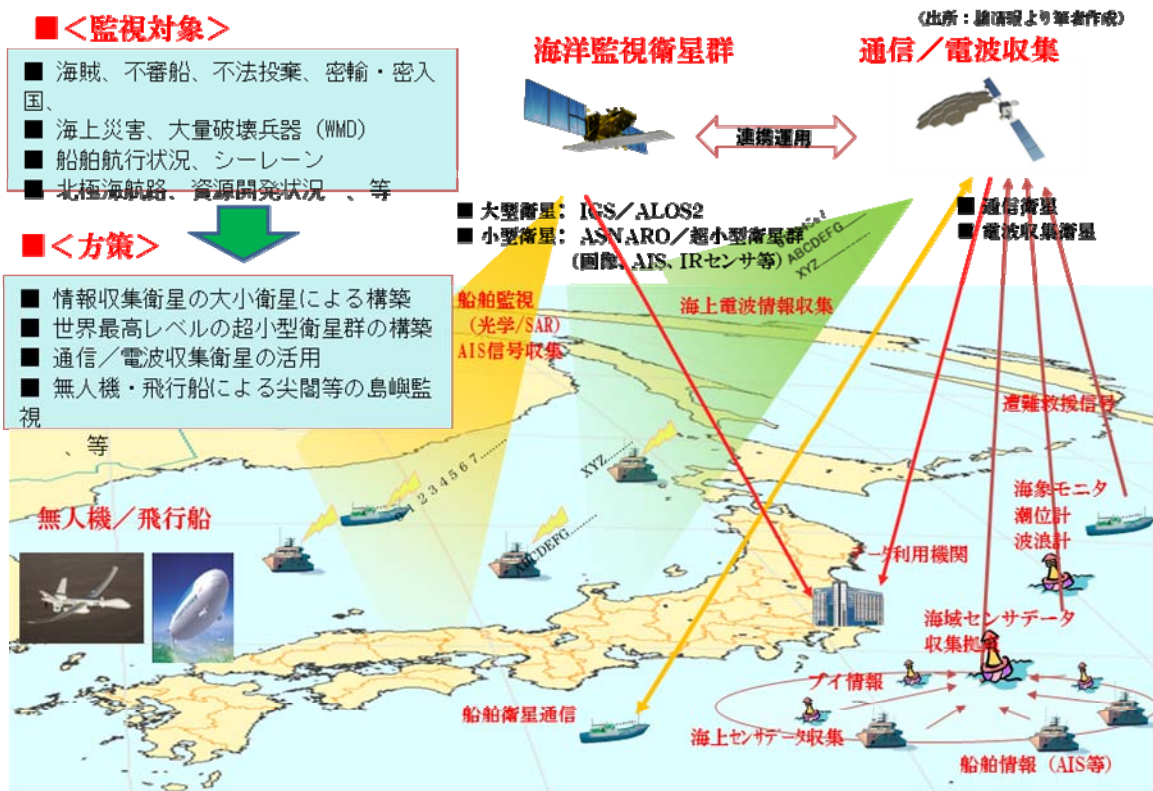 ■<監視対象>
■ 海賊、不審船、不法投棄、密輸・密入
国、
■ 海上災害、大量破壊兵器（WMD）
■ 船舶航行状況、シーレーン
■ 北極海航路、資源開発状況　、等
■<方策>
■ 情報収集衛星の大小衛星による構築
■ 世界最高レベルの超小型衛星群の構築
■ 通信／電波収集衛星の活用
■ 無人機・飛行船による尖閣等の島嶼監
視
、等
海洋監視衛星群
通信／電波収集
連携運用
■ 大型衛星： IGS／ALOS2
■ 小型衛星： ASNARO／超小型衛星群
（画像、AIS、IRセンサ等）
■ 通信衛星
■ 電波収集衛星
ABCDEFG.........
XYZ.......
船舶監視
（光学/SAR）
AIS信号収集
海上電波情報収集
遭難救援信号
XYZ.........
無人機／飛行船
海象モニタ
潮位計
波浪計
データ利用機関
海域センサデータ
収集拠点
ブイ情報
船舶衛星通信
海上センサデータ収集
船舶情報（AIS等）